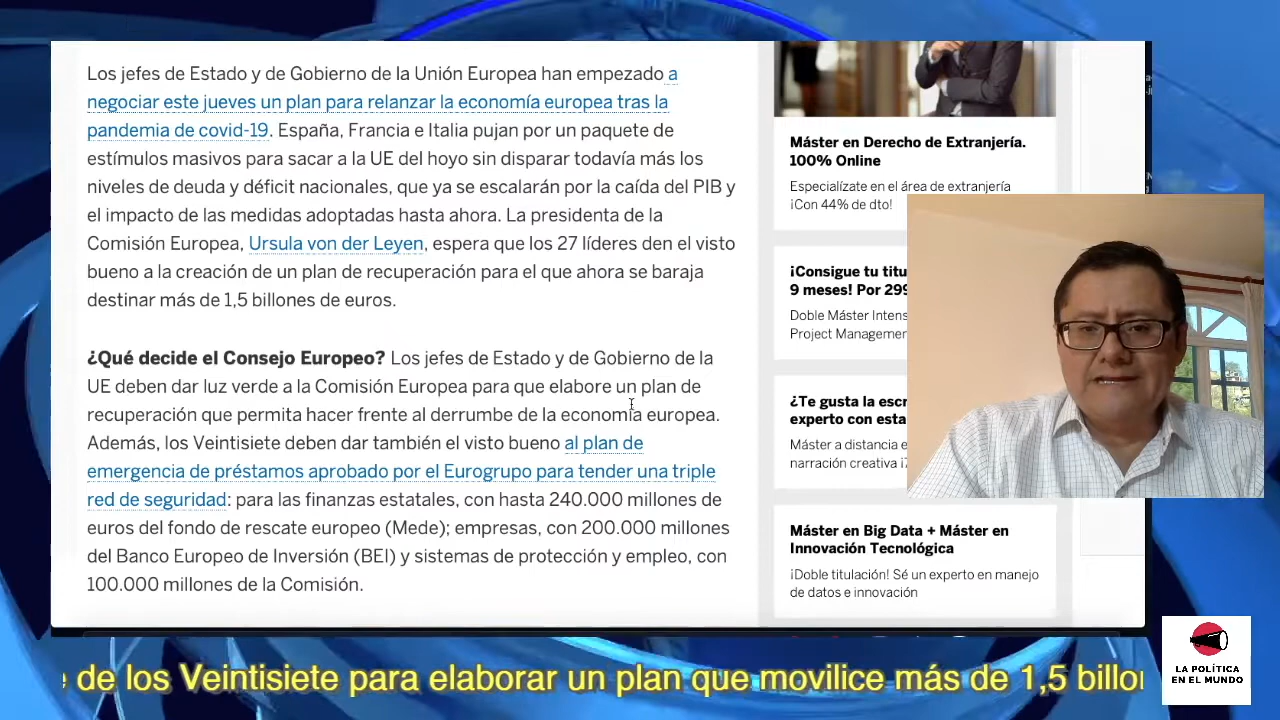 Los jefes de Estado y de Gobierno de la Unión Europea han empezado a
negociar este jueves un plan para relanzar la economía europea tras la
pandemia de covid-19. España, Francia e Italia pujan por un paquete de
estímulos masivos para sacar a la UE del hoyo sin disparar todavía más los
niveles de deuda y déficit nacionales, que ya se escalarán por la caída del PIB y
el impacto de las medidas adoptadas hasta ahora. La presidenta de la
Comisión Europea, Ursula von der Leyen, espera que los 27 líderes den el visto
bueno a la creación de un plan de recuperación para el que ahora se baraja
destinar más de 1,5 billones de euros.
¿Qué decide el Consejo Europeo? Los jefes de Estado y de Gobierno de la
UE deben dar luz verde a la Comisión Europea para que elabore un plan de
recuperación que permita hacer frente al derrumbe de la economía europea.
Además, los Veintisiete deben dar también el visto bueno al plan de
emergencia de préstamos aprobado por el Eurogrupo para tender una triple
red de seguridad: para las finanzas estatales, con hasta 240.000 millones de
euros del fondo de rescate europeo (Mede); empresas, con 200.000 millones
del Banco Europeo de Inversión (BEI) y sistemas de protección y empleo, con
100.000 millones de la Comisión.
Máster en Derecho de Extranjería.
100% Online
Especialízate en el área de extranjería
¡Con 44% de dto!
¡Consigue tu titu
9 meses! Por 299
Doble Máster Intens
Project Managemen
¿Te gusta la escr
experto con esta
Máster a distancia e
narración creativa ¡7
Máster en Big Data + Máster en
Innovación Tecnológica
¡Doble titulación! Sé un experto en manejo
de datos e innovación
de los Veintisiete para elaborar un plan que movilice más de 1,5 billo
LA POLÍTICA
EN EL MUNDO